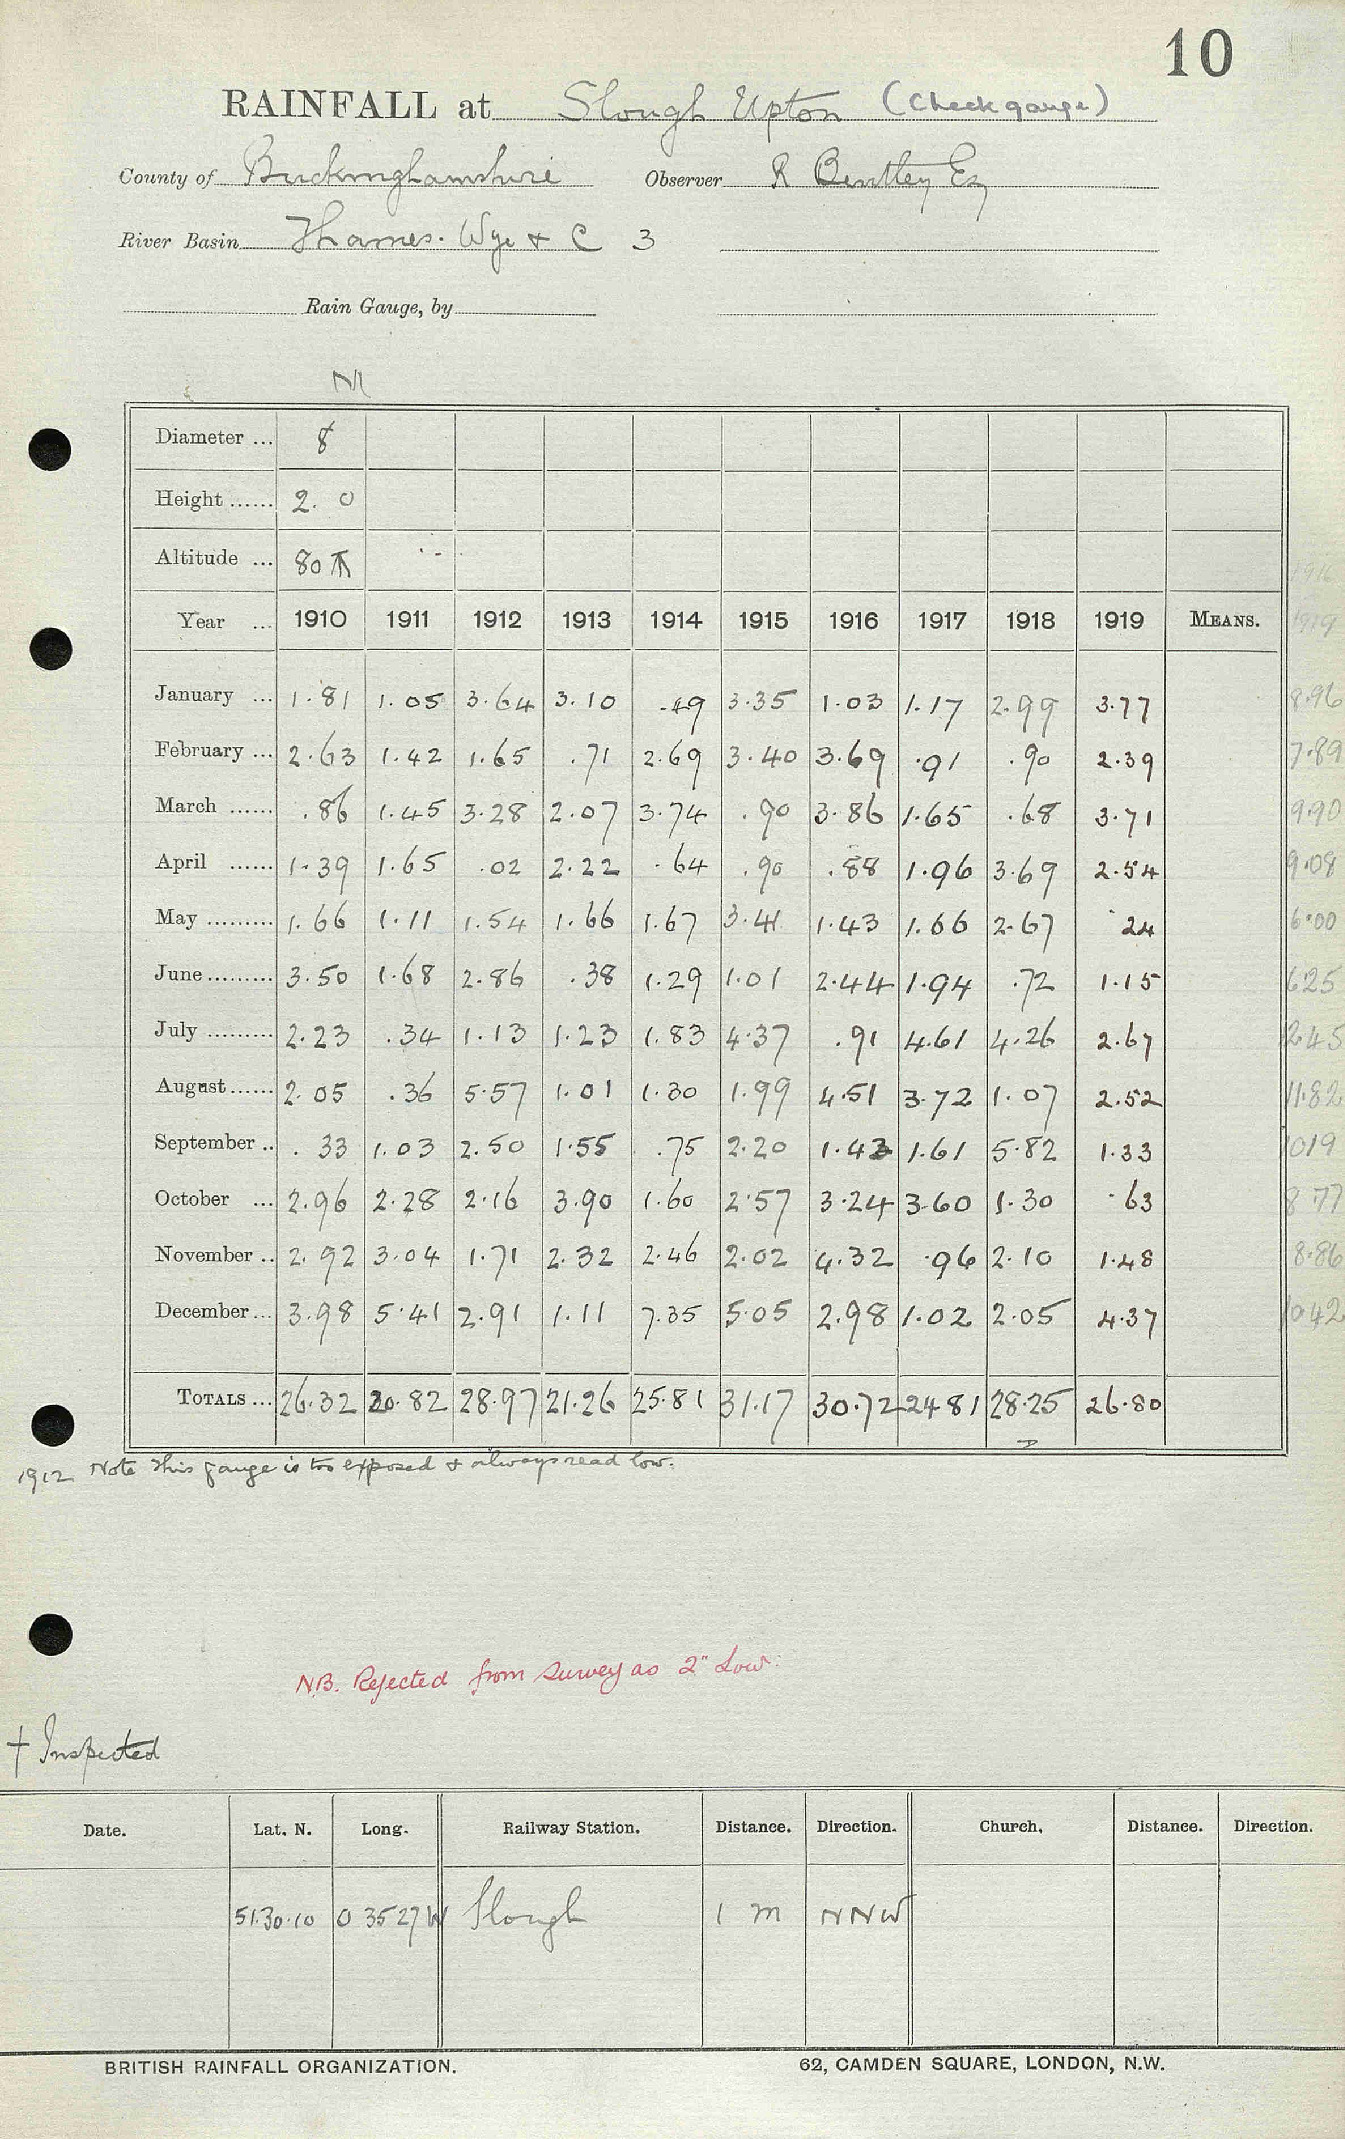 10
RAINFALL at Slough Upton (Check gauge)
County of Buckinghamshire Observer R Bentley Esq
River Basin Thames. Wye & C 3
Rain Gauge, by
Diameter ... 8
Height ...... 2. 0
Altitude ... 80
Year ... 1910 1911 1912 1913 1914 1915 1916 1917 1918 1919 MEANS. 1919
January ... 1.81 1.05 3.64 3.10 .49 3.35 1.03 1.17 2.99 3.77 8.96
February ... 2.63 1.42 1.65 .71 2.69 3.40 3.69 .91 .90 2.39 7.89
March ...... .86 1.45 3.28 2.07 3.74 .90 3.86 1.65 .68 3.71 9.90
April ...... 1.39 1.65 .02 2.22 .64 .90 .88 1.96 3.69 2.54 9.08
May ......... 1.66 1.11 1.54 1.66 1.67 3.41 1.43 1.66 2.67 .24 6.00
June ......... 3.50 1.68 2.86 .38 1.29 1.01 2.44 1.94 .72 1.15 6.25
July ......... 2.23 .34 1.13 1.23 1.83 4.37 .91 4.61 4.26 2.67 12.45
August ...... 2.05 .36 5.57 1.01 1.30 1.99 4.51 3.72 1.07 2.52 11.82
September .. .33 1.03 2.50 1.55 .75 2.20 1.43 1.61 5.82 1.33 10.19
October ... 2.96 2.28 2.16 3.90 1.60 2.57 3.24 3.60 1.30 .63 8.77
November .. 2.92 3.04 1.71 2.32 2.46 2.02 4.32 .96 2.10 1.48 8.86
December ... 3.98 5.41 2.91 1.11 7.35 5.05 2.98 1.02 2.05 4.37 10.42
TOTALS ... 26.32 20.82 28.97 21.26 25.81 31.17 30.72 24.81 28.25 26.80
1912 Note this gauge is too exposed & always read low.
N.B. Rejected from survey as 2" Low.
† Inspected
Date. Lat. N. Long. Railway Station. Distance. Direction. Church. Distance. Direction.
51.30.10 0 35 27 W Slough 1 m NNW
BRITISH RAINFALL ORGANIZATION. 62, CAMDEN SQUARE, LONDON, N.W.